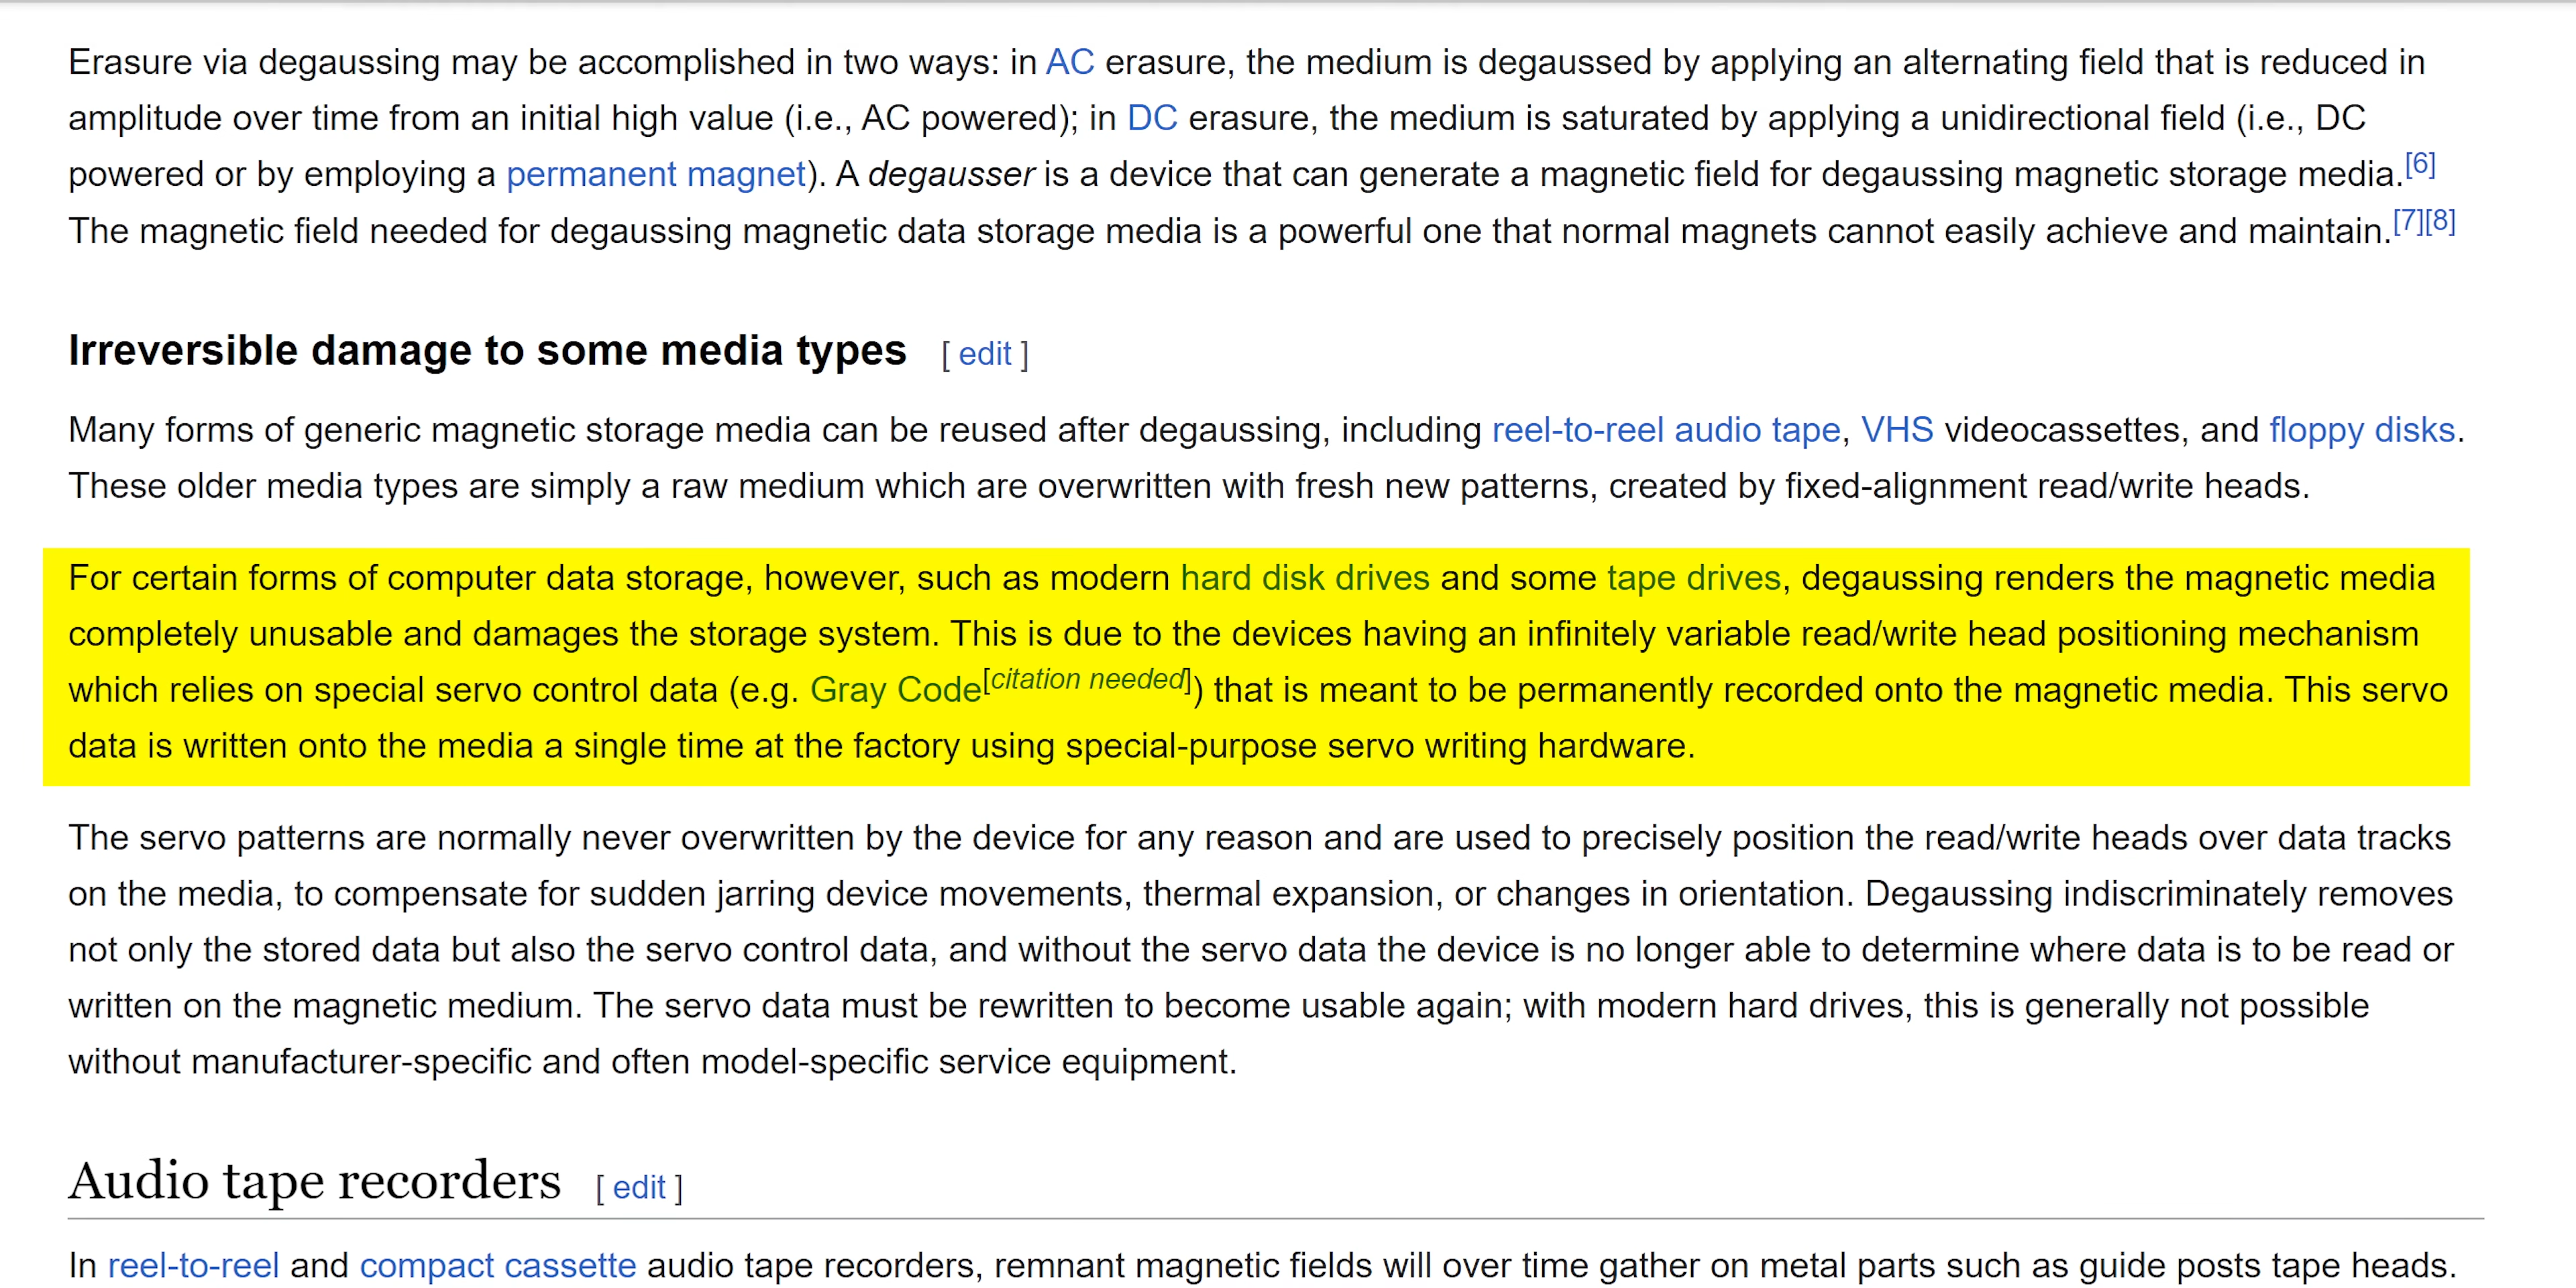 Erasure via degaussing may be accomplished in two ways: in AC erasure, the medium is degaussed by applying an alternating field that is reduced in
amplitude over time from an initial high value (i.e., AC powered); in DC erasure, the medium is saturated by applying a unidirectional field (i.e., DC
powered or by employing a permanent magnet). A degausser is a device that can generate a magnetic field for degaussing magnetic storage media.[6]
The magnetic field needed for degaussing magnetic data storage media is a powerful one that normal magnets cannot easily achieve and maintain.[7][8]
Irreversible damage to some media types [ edit ]
Many forms of generic magnetic storage media can be reused after degaussing, including reel-to-reel audio tape, VHS videocassettes, and floppy disks.
These older media types are simply a raw medium which are overwritten with fresh new patterns, created by fixed-alignment read/write heads.
For certain forms of computer data storage, however, such as modern hard disk drives and some tape drives, degaussing renders the magnetic media
completely unusable and damages the storage system. This is due to the devices having an infinitely variable read/write head positioning mechanism
which relies on special servo control data (e.g. Gray Code[citation needed]) that is meant to be permanently recorded onto the magnetic media. This servo
data is written onto the media a single time at the factory using special-purpose servo writing hardware.
The servo patterns are normally never overwritten by the device for any reason and are used to precisely position the read/write heads over data tracks
on the media, to compensate for sudden jarring device movements, thermal expansion, or changes in orientation. Degaussing indiscriminately removes
not only the stored data but also the servo control data, and without the servo data the device is no longer able to determine where data is to be read or
written on the magnetic medium. The servo data must be rewritten to become usable again; with modern hard drives, this is generally not possible
without manufacturer-specific and often model-specific service equipment.
Audio tape recorders [ edit ]
In reel-to-reel and compact cassette audio tape recorders, remnant magnetic fields will over time gather on metal parts such as guide posts tape heads.